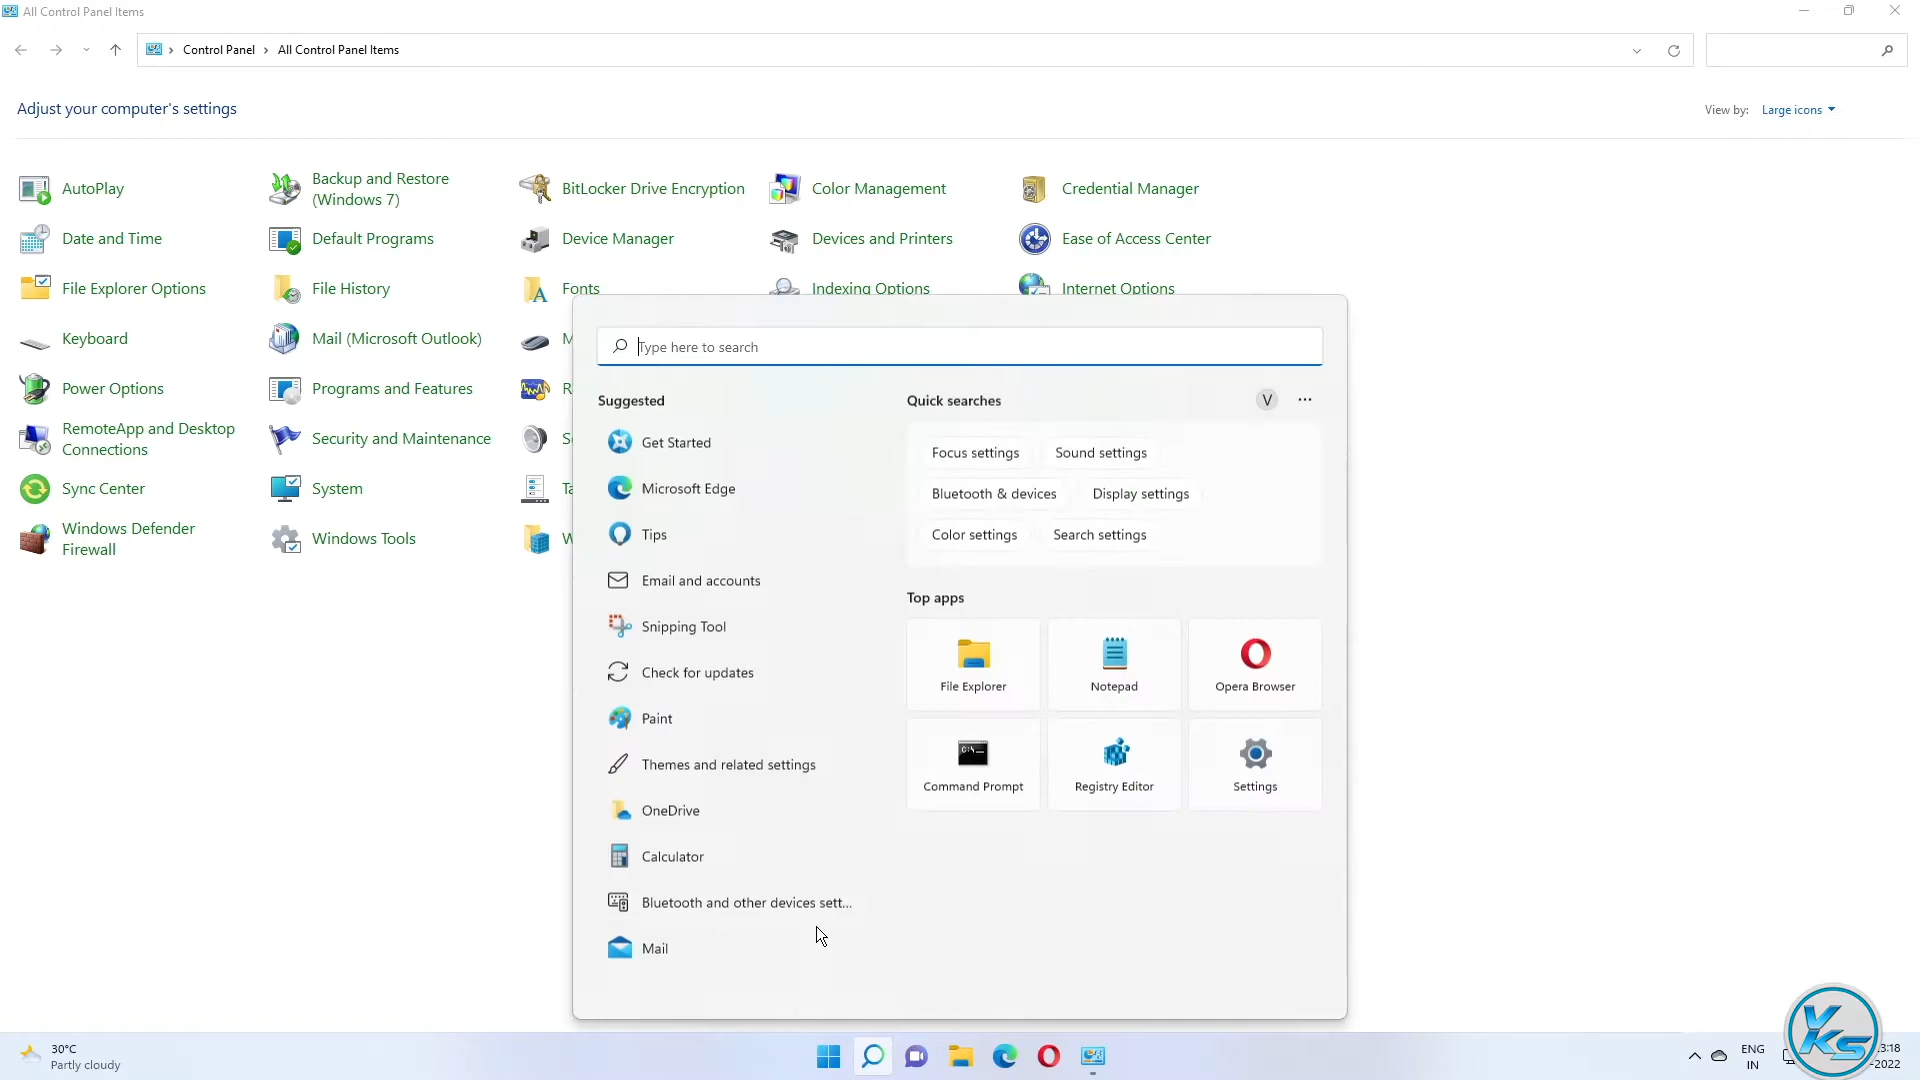 All Control Panel Items
Control Panel > All Control Panel Items
Adjust your computer's settings
View by: Large icons
AutoPlay
Backup and Restore
(Windows 7)
BitLocker Drive Encryption
Color Management
Credential Manager
Date and Time
Default Programs
Device Manager
Devices and Printers
Ease of Access Center
File Explorer Options
File History
Fonts
Indexing Options
Internet Options
Keyboard
Mail (Microsoft Outlook)
M
Power Options
Programs and Features
R
RemoteApp and Desktop
Connections
Security and Maintenance
S
Sync Center
System
Ta
Windows Defender
Firewall
Windows Tools
W
Type here to search
Suggested
Get Started
Microsoft Edge
Tips
Email and accounts
Snipping Tool
Check for updates
Paint
Themes and related settings
OneDrive
Calculator
Bluetooth and other devices sett...
Mail
Quick searches
V
...
Focus settings
Sound settings
Bluetooth & devices
Display settings
Color settings
Search settings
Top apps
File Explorer
Notepad
Opera Browser
Command Prompt
Registry Editor
Settings
30°C
Partly cloudy
ENG
IN
3:18
-2022
VKS